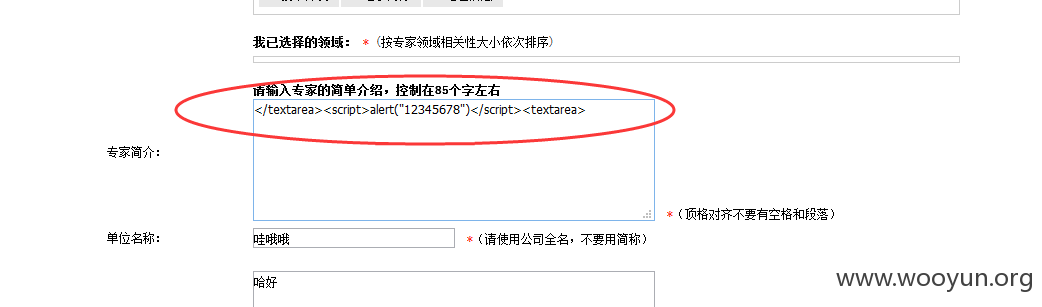 我已选择的领域： * (按专家领域相关性大小依次排序)
请输入专家的简单介绍，控制在85个字左右
</textarea><script>alert("12345678")</script><textarea>
专家简介：
*（顶格对齐不要有空格和段落）
单位名称： 哇哦哦 *（请使用公司全名，不要用简称）
哈好
www.wooyun.org